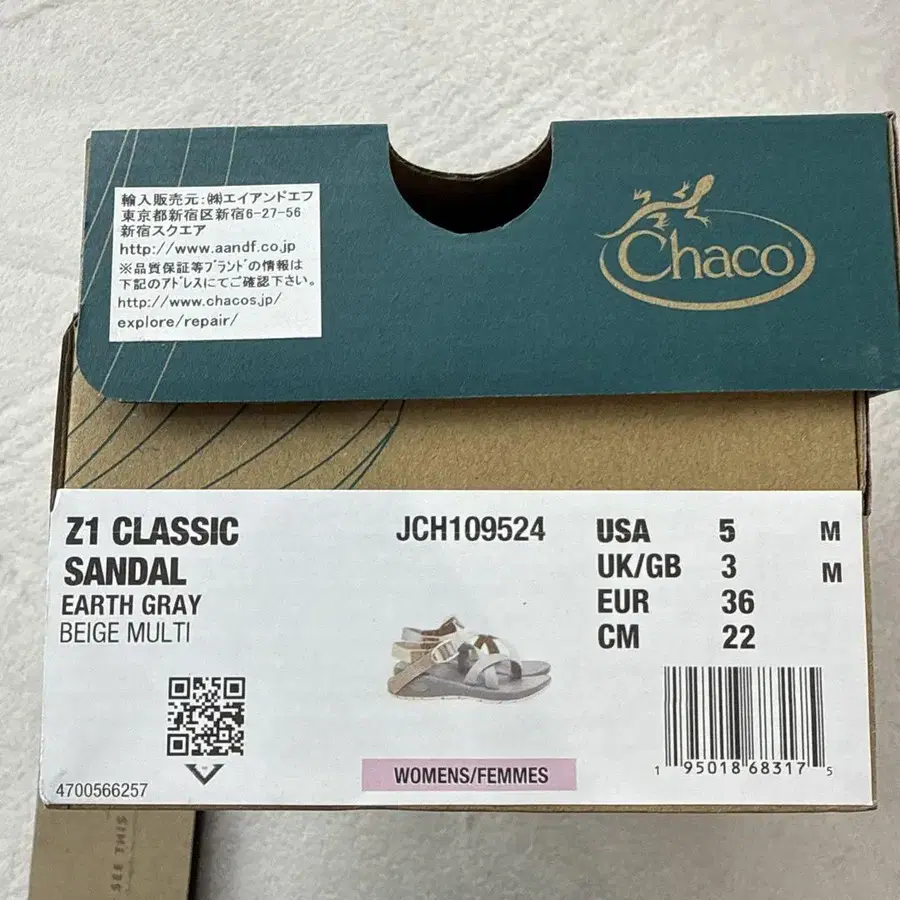 輸入販売元:㈱エイアンドエフ
東京都新宿区新宿6-27-56
新宿スクエア
http://www.aandf.co.jp
※品質保証等ブランドの情報は
下記のアドレスにてご確認下さい。
http://www.chacos.jp/
explore/repair/
Chaco
Z1 CLASSIC
SANDAL
EARTH GRAY
BEIGE MULTI
4700566257
JCH109524
WOMENS/FEMMES
USA 5 M
UK/GB 3 M
EUR 36
CM 22
1 95018 68317 5
SEE THIS